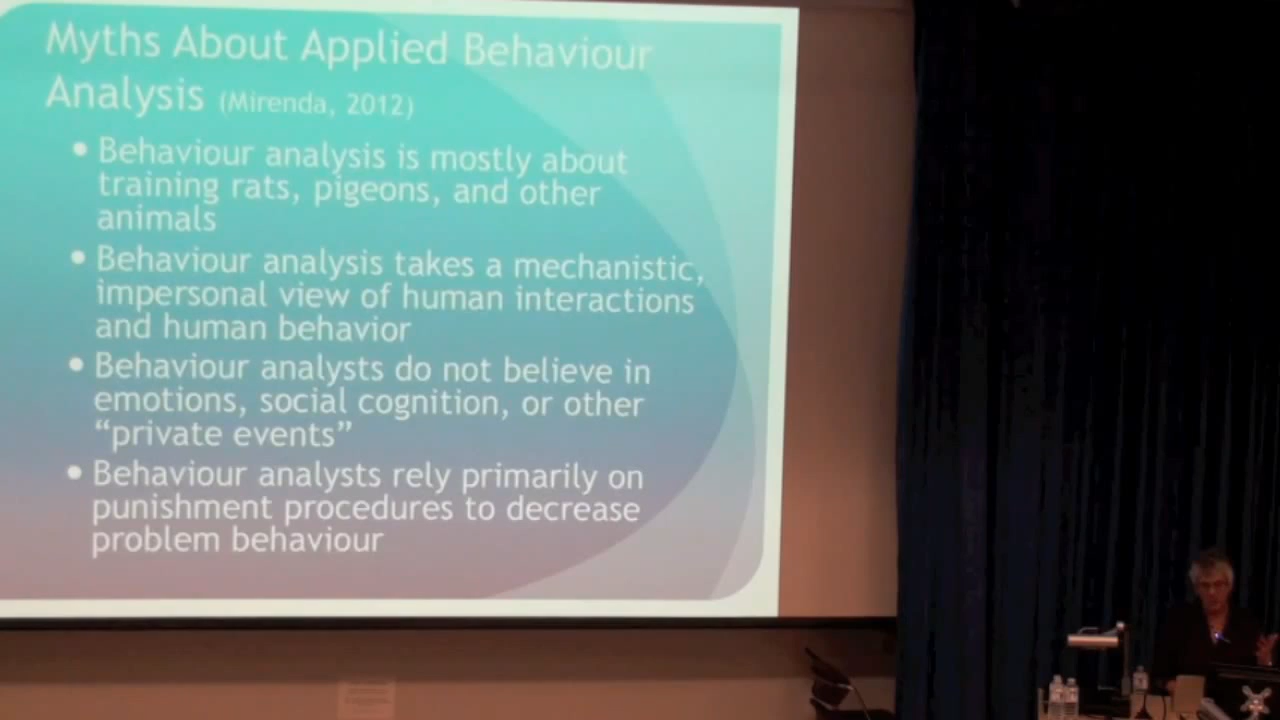 Myths About Applied Behaviour
Analysis (Mirenda, 2012)
• Behaviour analysis is mostly about
training rats, pigeons, and other
animals
• Behaviour analysis takes a mechanistic,
impersonal view of human interactions
and human behavior
• Behaviour analysts do not believe in
emotions, social cognition, or other
“private events”
• Behaviour analysts rely primarily on
punishment procedures to decrease
problem behaviour